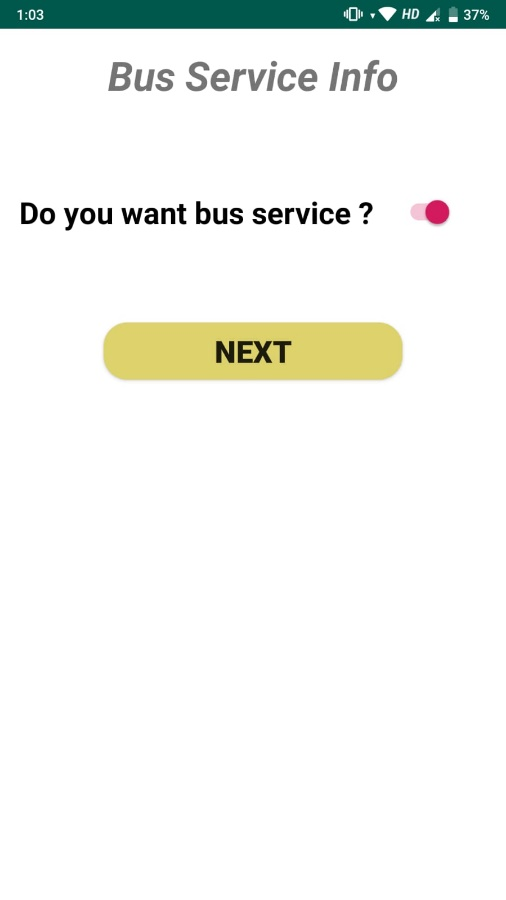 1:03 HD 37%
Bus Service Info
Do you want bus service ?
NEXT